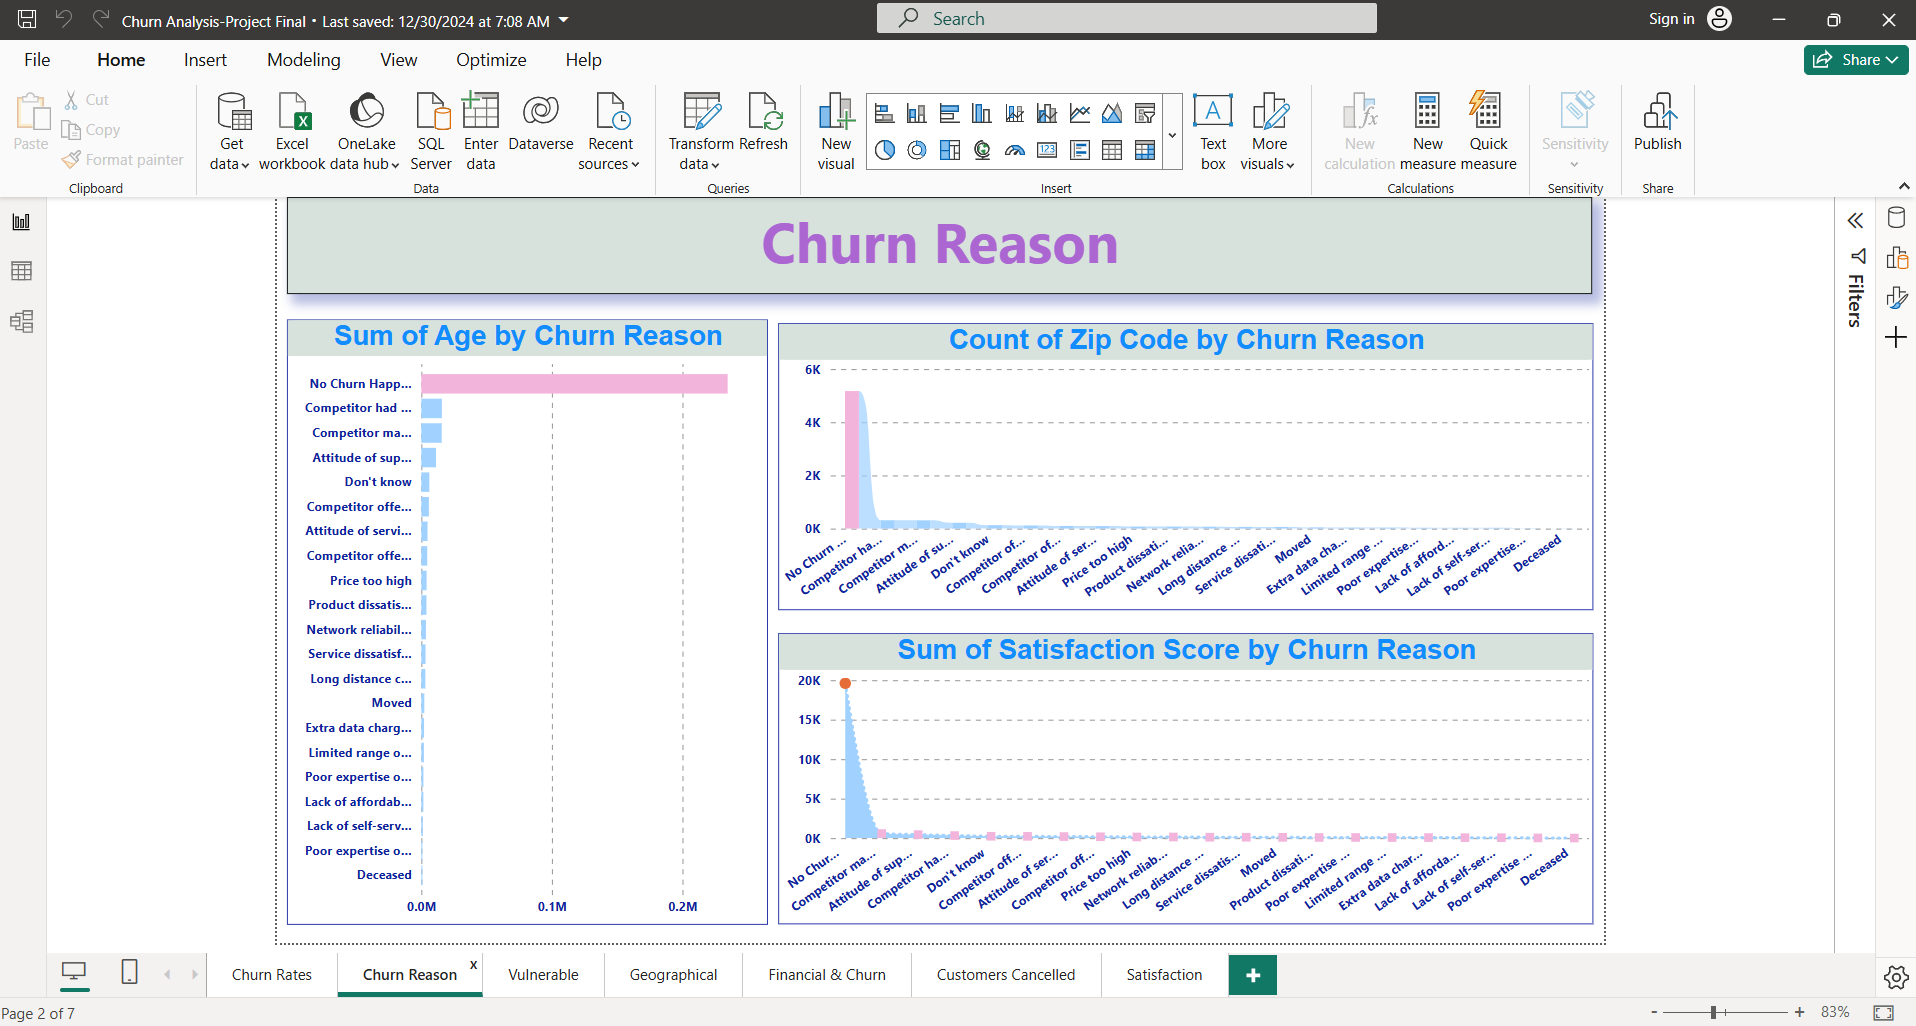 Churn Analysis-Project Final • Last saved: 12/30/2024 at 7:08 AM
Search
Sign in
File Home Insert Modeling View Optimize Help
Share
Paste
Cut
Copy
Format painter
Clipboard
Get data
Excel workbook
OneLake data hub
SQL Server
Enter data
Dataverse
Recent sources
Data
Transform data
Refresh
Queries
New visual
123
A
Text box
More visuals
Insert
New calculation
New measure
Quick measure
Calculations
Sensitivity
Sensitivity
Publish
Share
Filters
Churn Reason
Sum of Age by Churn Reason
No Churn Happ...
Competitor had ...
Competitor ma...
Attitude of sup...
Don't know
Competitor offe...
Attitude of servi...
Competitor offe...
Price too high
Product dissatis...
Network reliabil...
Service dissatisf...
Long distance c...
Moved
Extra data charg...
Limited range o...
Poor expertise o...
Lack of affordab...
Lack of self-serv...
Poor expertise o...
Deceased
0.0M 0.1M 0.2M
Count of Zip Code by Churn Reason
6K
4K
2K
0K
No Churn ...
Competitor ha...
Competitor m...
Attitude of su...
Don't know
Competitor of...
Competitor of...
Attitude of ser...
Price too high
Product dissati...
Network relia...
Long distance ...
Service dissati...
Moved
Extra data cha...
Limited range ...
Poor expertise...
Lack of afford...
Lack of self-ser...
Poor expertise...
Deceased
Sum of Satisfaction Score by Churn Reason
20K
15K
10K
5K
0K
No Chur...
Competitor ma...
Attitude of sup...
Competitor ha...
Don't know
Competitor off...
Attitude of ser...
Competitor off...
Price too high
Network reliab...
Long distance ...
Service dissatis...
Moved
Product dissati...
Poor expertise ...
Limited range ...
Extra data char...
Lack of afforda...
Lack of self-ser...
Poor expertise ...
Deceased
Churn Rates
Churn Reason x
Vulnerable
Geographical
Financial & Churn
Customers Cancelled
Satisfaction
+
Page 2 of 7
- + 83%